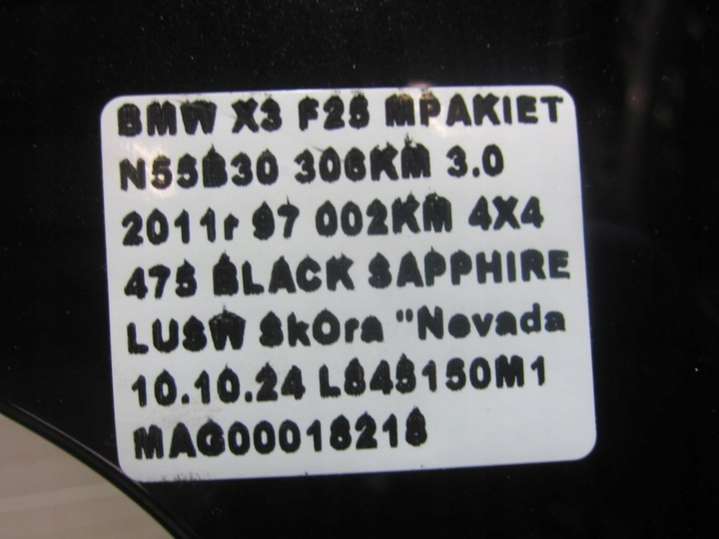 BMW X3 F25 MPAKIET
N55B30 306KM 3.0
2011r 97 002KM 4X4
475 BLACK SAPPHIRE
LUSW SkOra "Nevada
10.10.24 L845150M1
MAG00018218